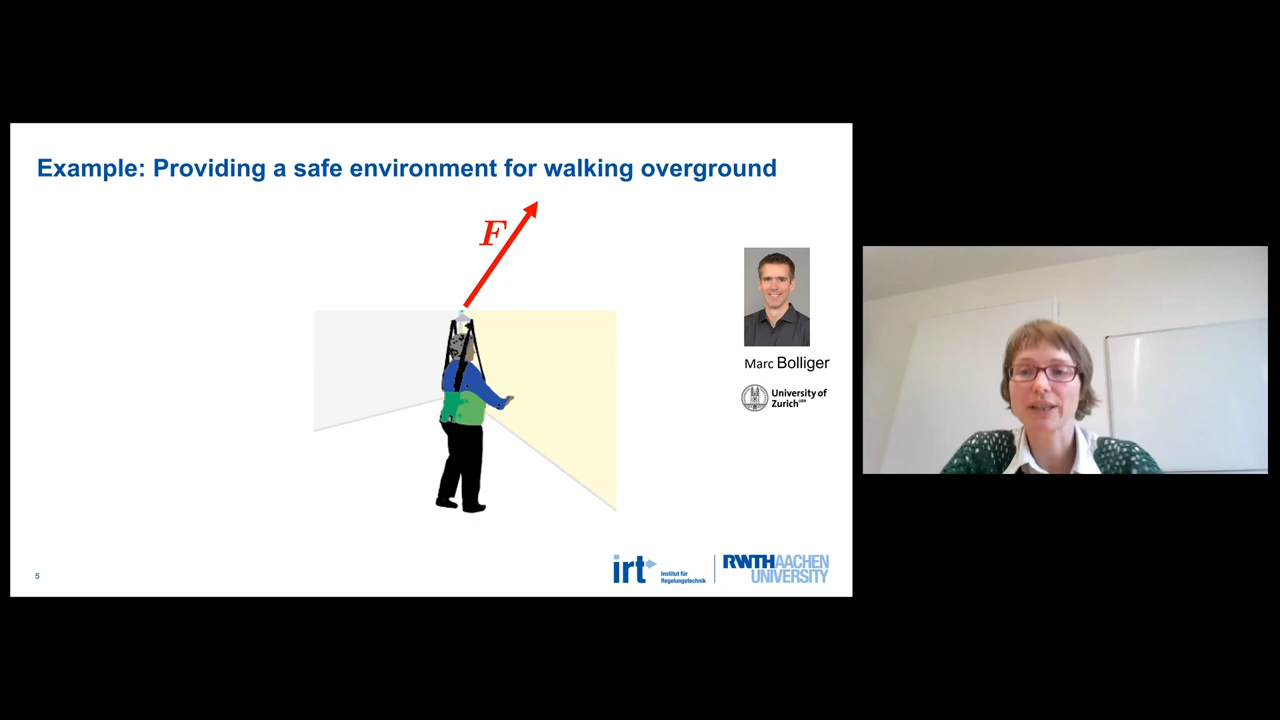 Example: Providing a safe environment for walking overground
F
Marc Bolliger
University of
Zurich UZH
5
irt
Institut für
Regelungstechnik
RWTH AACHEN
UNIVERSITY